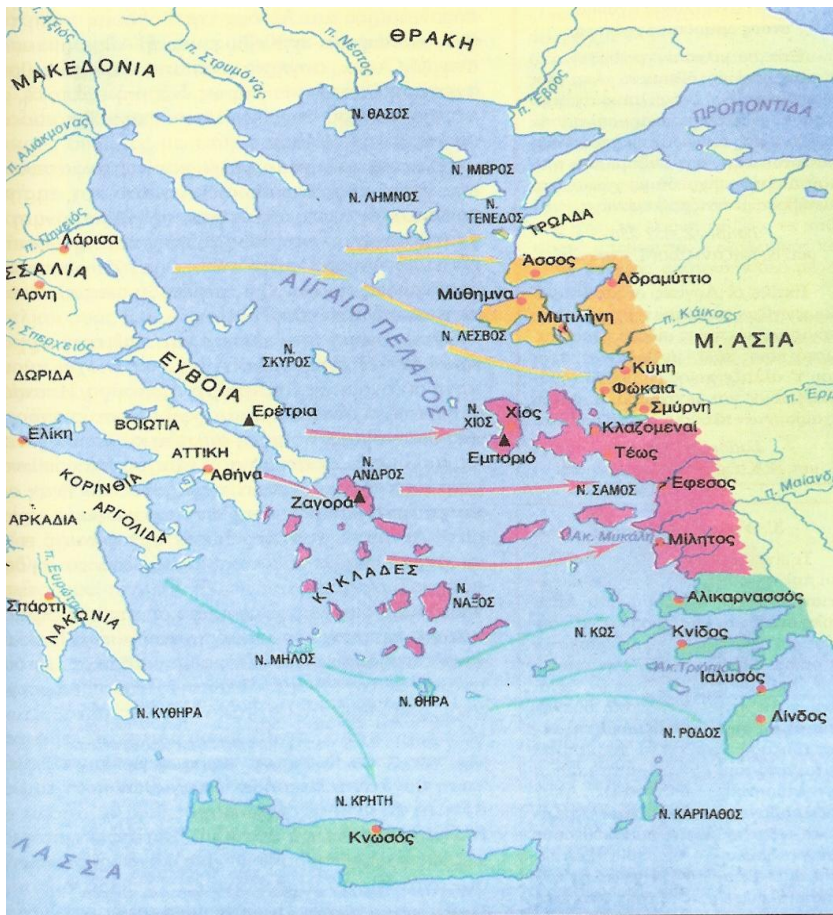 π. Αξιός
ΜΑΚΕΔΟΝΙΑ
π. Στρυμόνας
π. Νέστος
ΘΡΑΚΗ
π. Έβρος
ΠΡΟΠΟΝΤΙΔΑ
π. Αλιάκμονας
Ν. ΘΑΣΟΣ
Ν. ΙΜΒΡΟΣ
Ν. ΛΗΜΝΟΣ
Ν.
ΤΕΝΕΔΟΣ
ΤΡΩΑΔΑ
π. Πηνειός
Λάρισα
ΣΣΑΛΙΑ
Άρνη
Άσσος
Αδραμύττιο
Μύθημνα
Μυτιλήνη
Ν. ΛΕΣΒΟΣ
π. Κάικος
Μ. ΑΣΙΑ
ΑΙΓΑΙΟ ΠΕΛΑΓΟΣ
π. Σπερχειός
ΔΩΡΙΔΑ
ΕΥΒΟΙΑ
Ν.
ΣΚΥΡΟΣ
Κύμη
Φώκαια
Σμύρνη
π. Ερμ
Ερέτρια
ΒΟΙΩΤΙΑ
Ελίκη
ΑΤΤΙΚΗ
Αθήνα
Ν.
ΧΙΟΣ
Χίος
Εμποριό
Κλαζομεναί
Τέως
ΚΟΡΙΝΘΙΑ
ΑΡΓΟΛΙΔΑ
ΑΡΚΑΔΙΑ
Ν.
ΑΝΔΡΟΣ
Ζαγορά
Ν. ΣΑΜΟΣ
Έφεσος
π. Μαίανδ
Ακ. Μυκάλη
Μίλητος
π. Ευρώτας
Σπάρτη
ΛΑΚΩΝΙΑ
ΚΥΚΛΑΔΕΣ
Ν.
ΝΑΞΟΣ
Αλικαρνασσός
Ν. ΚΩΣ
Κνίδος
Ακ. Τριόπιο
Ν. ΜΗΛΟΣ
Ν. ΘΗΡΑ
Ιαλυσός
Λίνδος
Ν. ΡΟΔΟΣ
Ν. ΚΥΘΗΡΑ
Ν. ΚΡΗΤΗ
Κνωσός
Ν. ΚΑΡΠΑΘΟΣ
ΛΑΣΣΑ